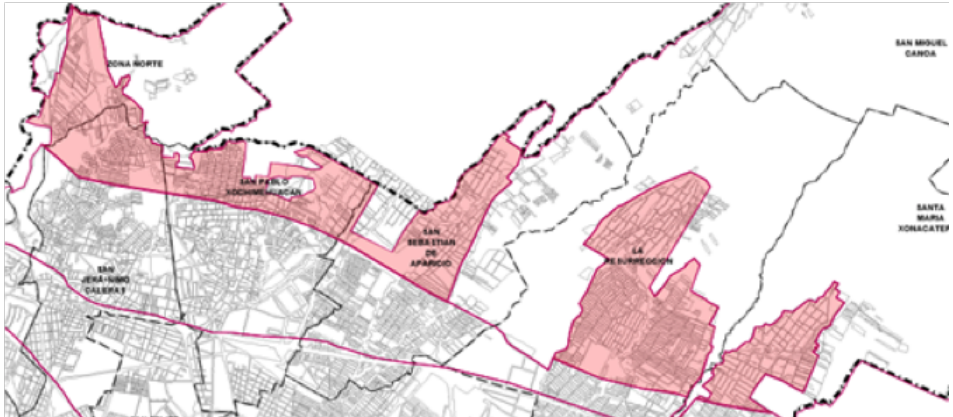 ZONA NORTE
SAN MIGUEL
CANOA
SAN PABLO
XOCHIMEHUACAN
SAN
SEBASTIAN
DE
APARICIO
LA
RESURRECCION
SANTA
MARIA
XONACATEP
SAN
CALERAS